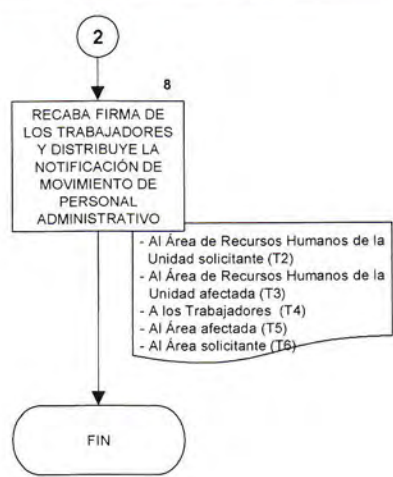 2
8
RECABA FIRMA DE
LOS TRABAJADORES
Y DISTRIBUYE LA
NOTIFICACIÓN DE
MOVIMIENTO DE
PERSONAL
ADMINISTRATIVO
- Al Área de Recursos Humanos de la
Unidad solicitante (T2)
- Al Área de Recursos Humanos de la
Unidad afectada (T3)
- A los Trabajadores (T4)
- Al Área afectada (T5)
- Al Área solicitante (T6)
FIN